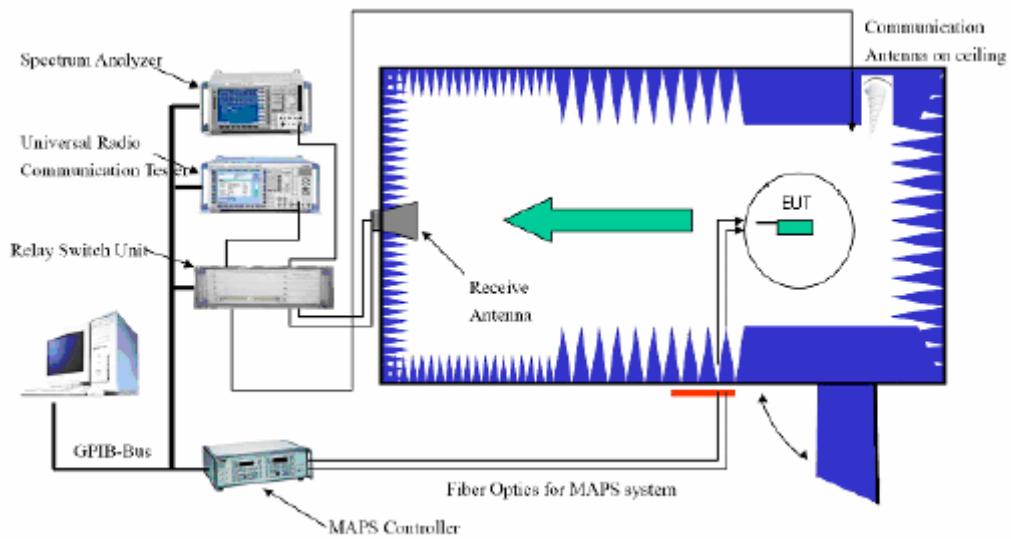 Communication
Antenna on ceiling
Spectrum Analyzer
Universal Radio
Communication Tester
EUT
Relay Switch Unit
Receive
Antenna
GPIB-Bus
Fiber Optics for MAPS system
MAPS Controller